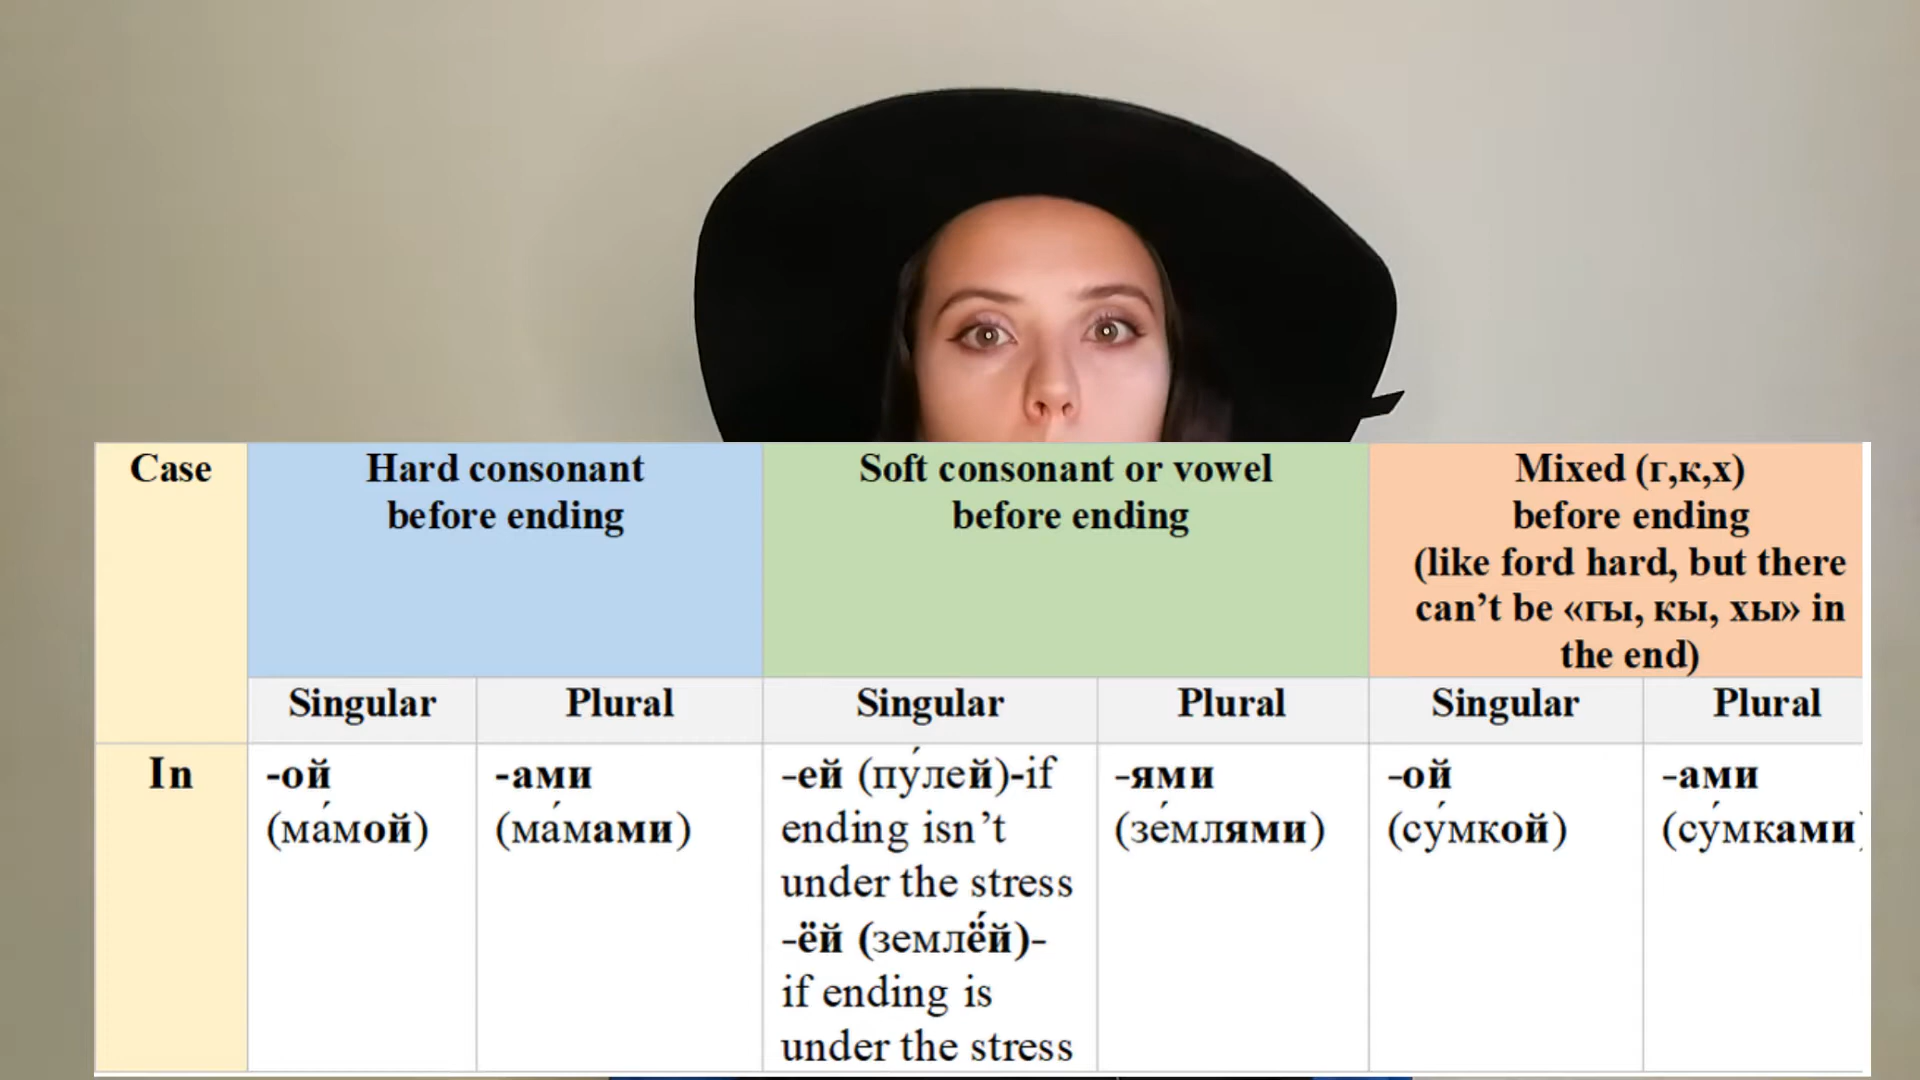 Case
Hard consonant
before ending
Soft consonant or vowel
before ending
Mixed (г,к,х)
before ending
(like ford hard, but there
can’t be «гы, кы, хы» in
the end)
Singular
Plural
Singular
Plural
Singular
Plural
In
-ой
(ма́мой)
-ами
(ма́мами)
-ей (пу́лей)-if
ending isn’t
under the stress
-ёй (землёй)-
if ending is
under the stress
-ями
(зе́млями)
-ой
(су́мкой)
-ами
(су́мками)